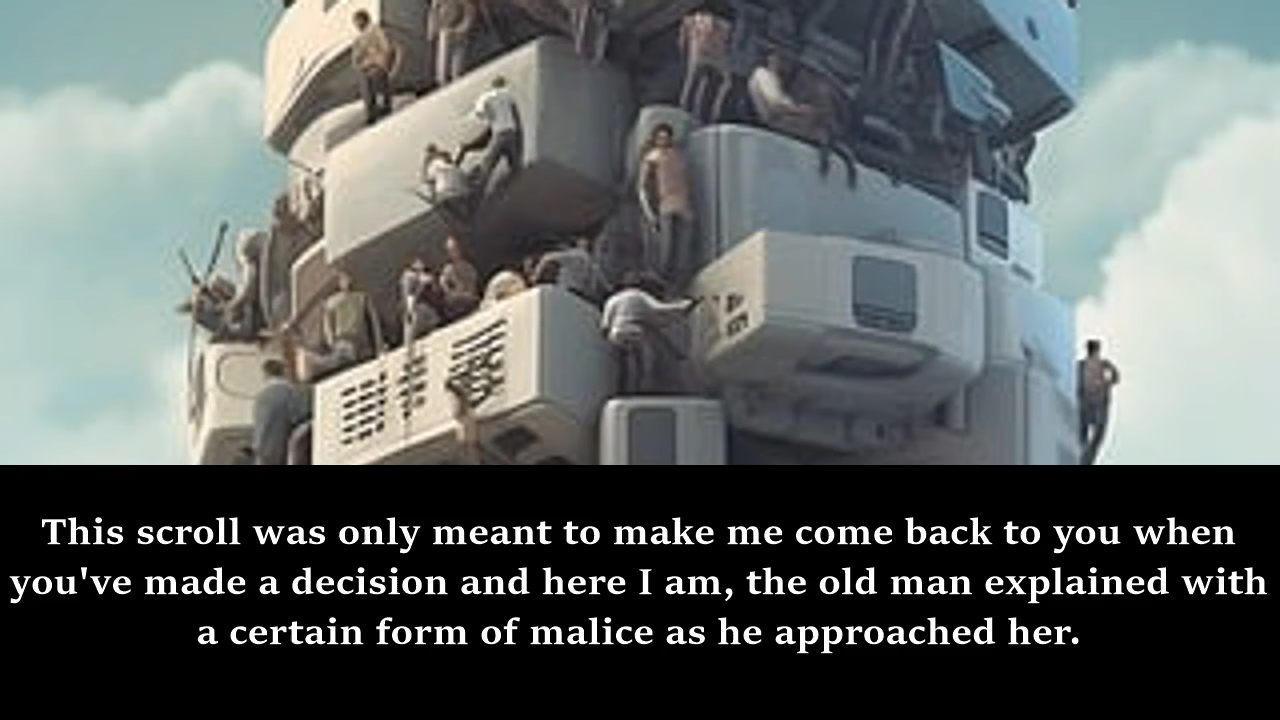 This scroll was only meant to make me come back to you when
you've made a decision and here I am, the old man explained with
a certain form of malice as he approached her.